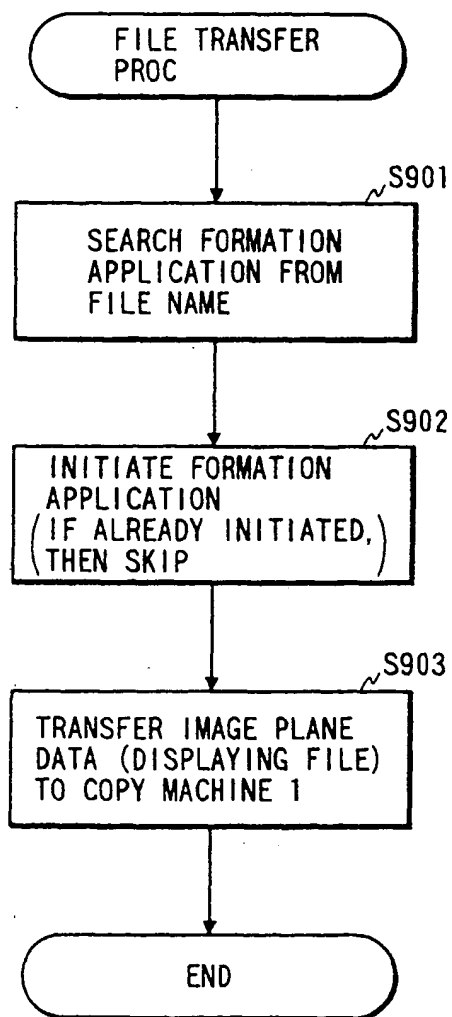 FILE TRANSFER
PROC
S901
SEARCH FORMATION
APPLICATION FROM
FILE NAME
S902
INITIATE FORMATION
APPLICATION
(IF ALREADY INITIATED,
THEN SKIP)
S903
TRANSFER IMAGE PLANE
DATA (DISPLAYING FILE)
TO COPY MACHINE 1
END